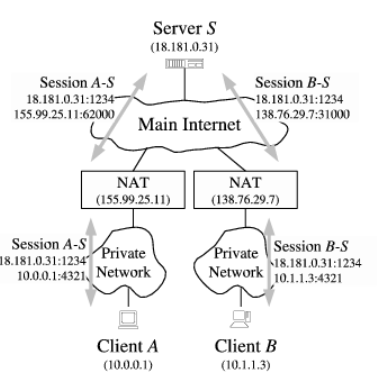 Server S
(18.181.0.31)
Session A-S
18.181.0.31:1234
155.99.25.11:62000
Session B-S
18.181.0.31:1234
138.76.29.7:31000
Main Internet
NAT
(155.99.25.11)
NAT
(138.76.29.7)
Session A-S
18.181.0.31:1234
10.0.0.1:4321
Private
Network
Private
Network
Session B-S
18.181.0.31:1234
10.1.1.3:4321
Client A
(10.0.0.1)
Client B
(10.1.1.3)